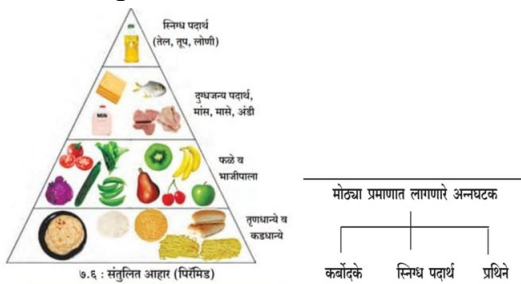 स्निग्ध पदार्थ
(तेल, तूप, लोणी)
दुग्धजन्य पदार्थ,
मांस, मासे, अंडी
फळे व
भाजीपाला
तृणधान्ये व
कडधान्ये
७.६ : संतुलित आहार (पिरॅमिड)
मोठ्या प्रमाणात लागणारे अन्नघटक
कर्बोदके स्निग्ध पदार्थ प्रथिने